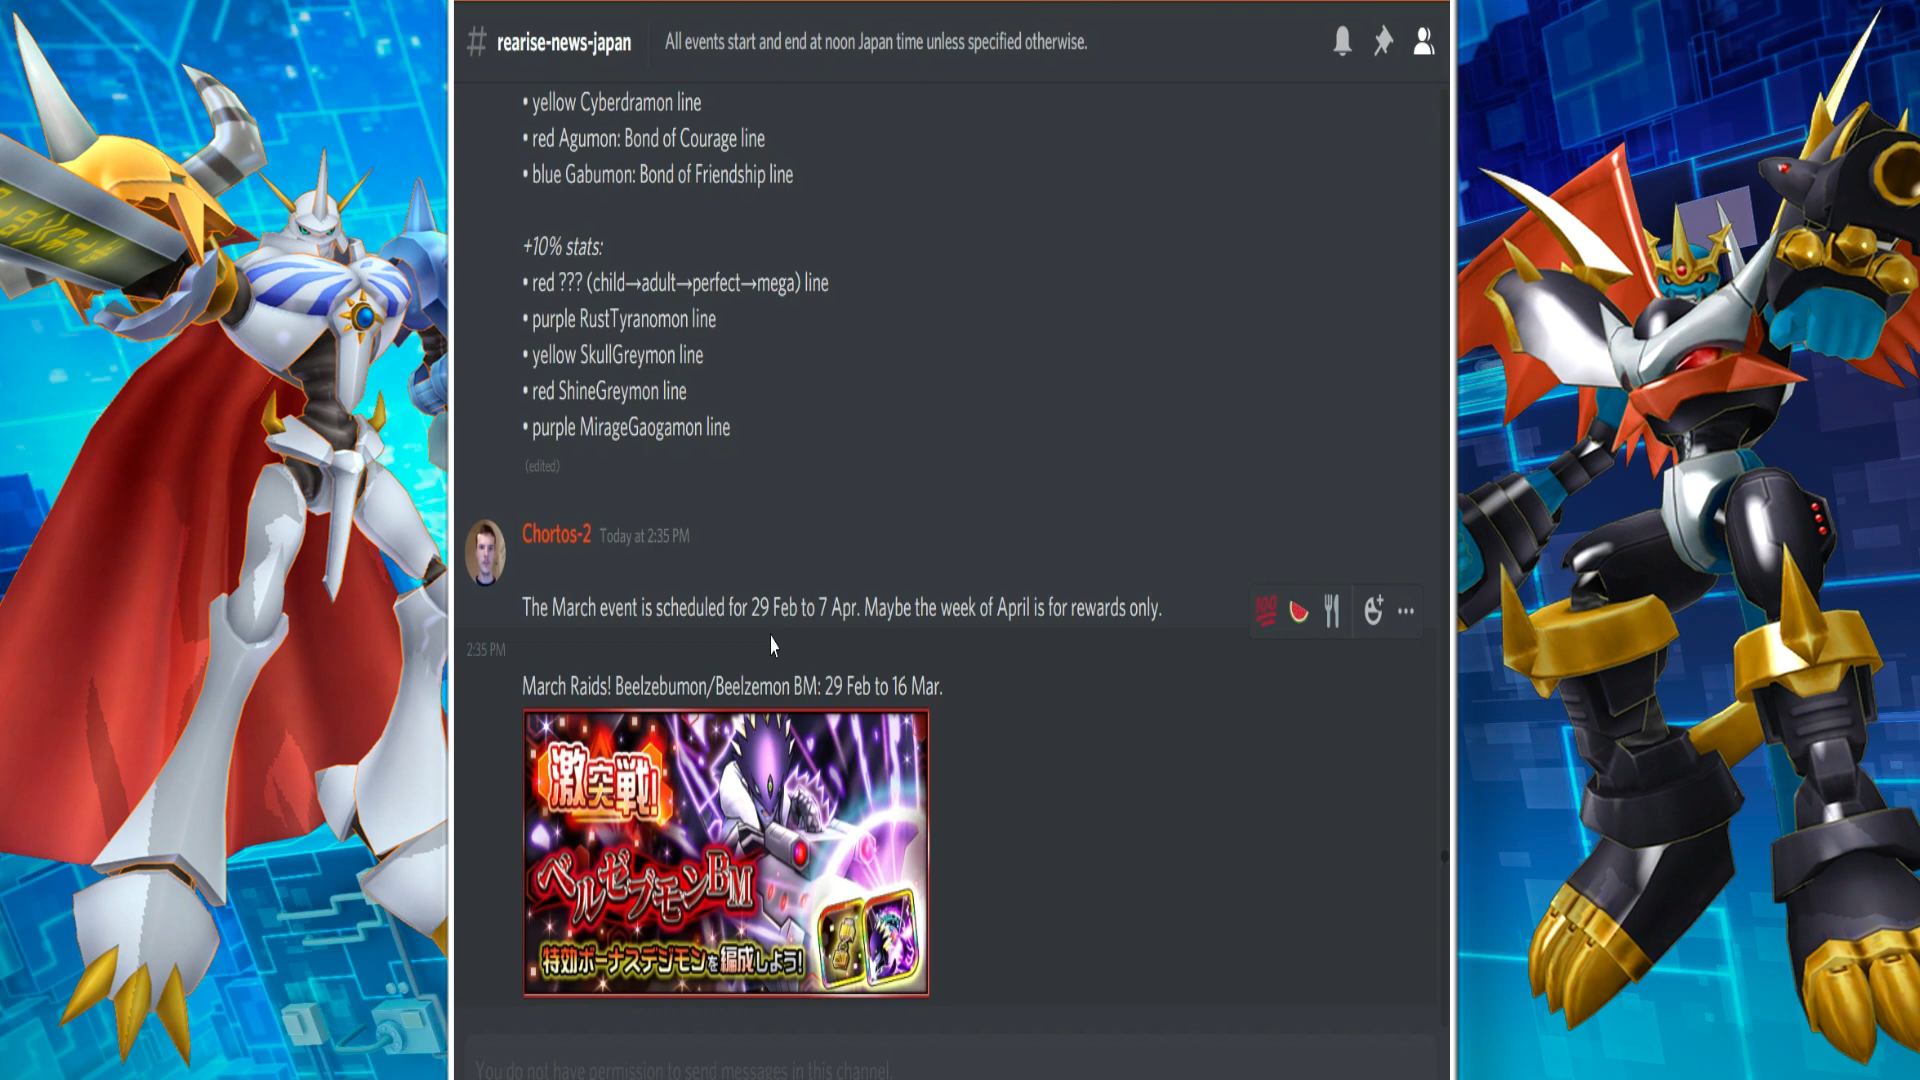 rearise-news-japan
All events start and end at noon Japan time unless specified otherwise.
• yellow Cyberdramon line
• red Agumon: Bond of Courage line
• blue Gabumon: Bond of Friendship line
+10% stats:
• red ??? (child→adult→perfect→mega) line
• purple RustTyranomon line
• yellow SkullGreymon line
• red ShineGreymon line
• purple MirageGaogamon line
(edited)
Chortos-2 Today at 2:35 PM
The March event is scheduled for 29 Feb to 7 Apr. Maybe the week of April is for rewards only.
100
2:35 PM
March Raids! Beelzebumon/Beelzemon BM: 29 Feb to 16 Mar.
激突戦!
ベルゼブモンBM
特効ボーナスデジモンを編成しよう!
You do not have permission to send messages in this channel.